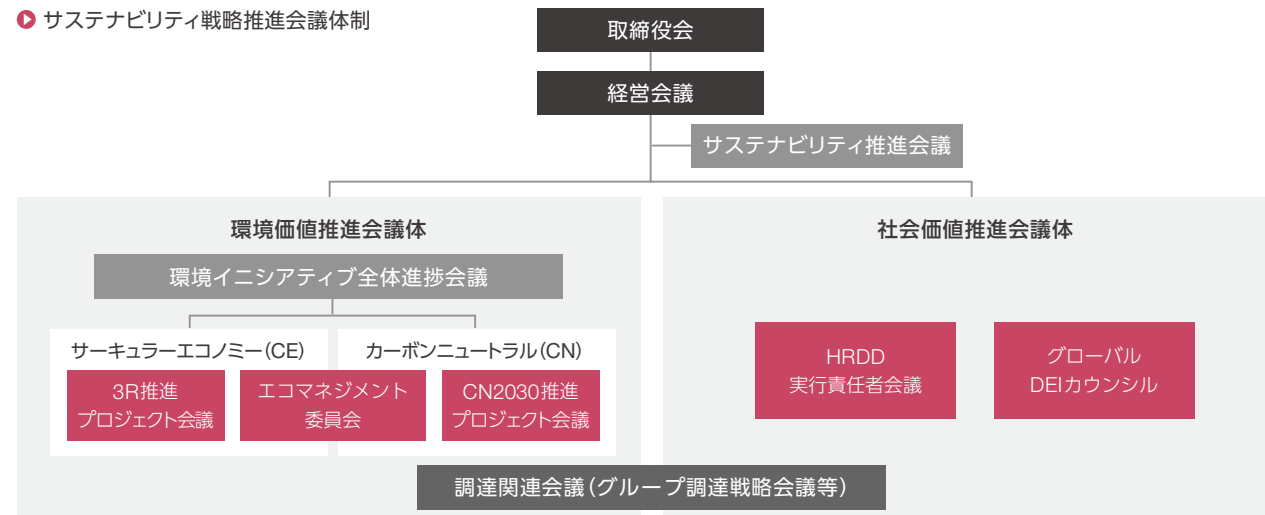 サステナビリティ戦略推進会議体制
取締役会
経営会議
サステナビリティ推進会議
環境価値推進会議体
環境イニシアティブ全体進捗会議
サーキュラーエコノミー(CE)
3R推進
プロジェクト会議
エコマネジメント
委員会
カーボンニュートラル(CN)
CN2030推進
プロジェクト会議
社会価値推進会議体
HRDD
実行責任者会議
グローバル
DEIカウンシル
調達関連会議(グループ調達戦略会議等)